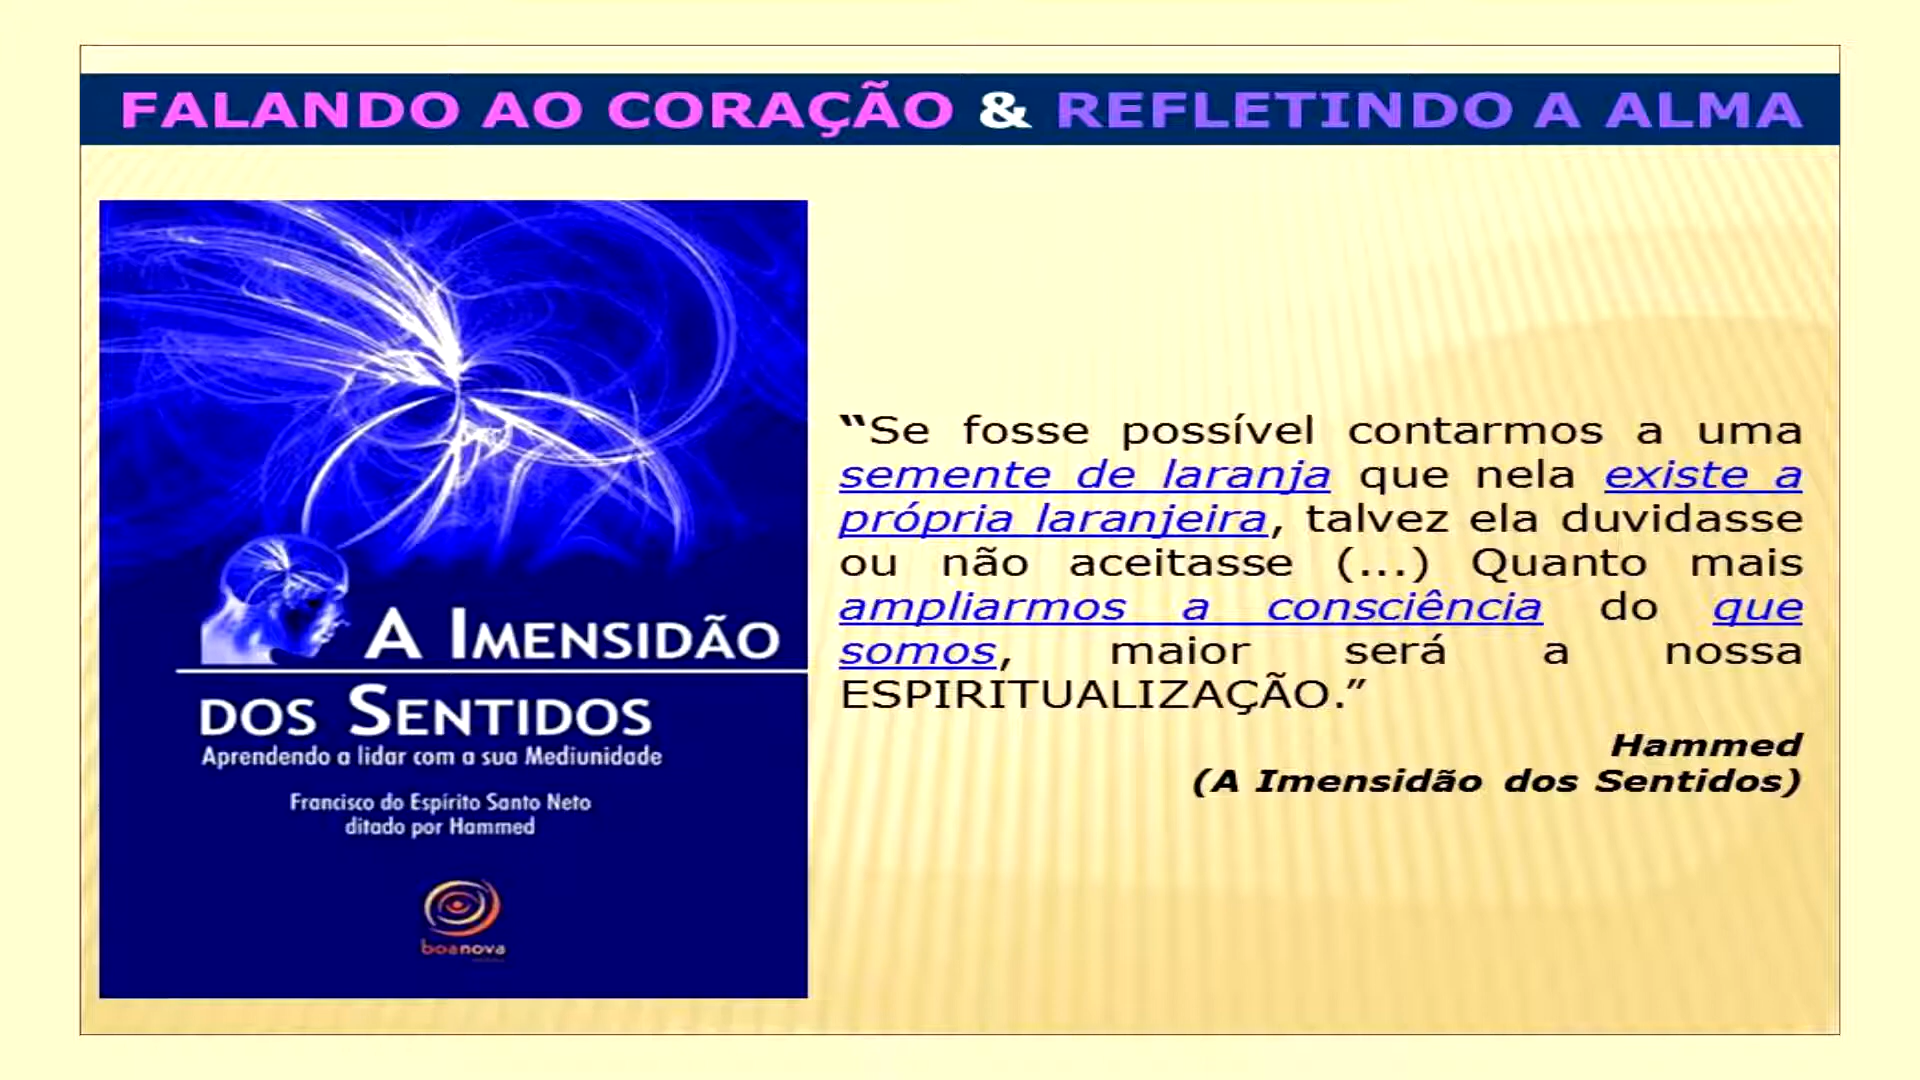 FALANDO AO CORAÇÃO & REFLETINDO A ALMA
A IMENSIDÃO
DOS SENTIDOS
Aprendendo a lidar com a sua Mediunidade
Francisco do Espírito Santo Neto
ditado por Hammed
boanova
“Se fosse possível contarmos a uma
semente de laranja que nela existe a
própria laranjeira, talvez ela duvidasse
ou não aceitasse (...) Quanto mais
ampliarmos a consciência do que
somos, maior será a nossa
ESPIRITUALIZAÇÃO.”
Hammed
(A Imensidão dos Sentidos)